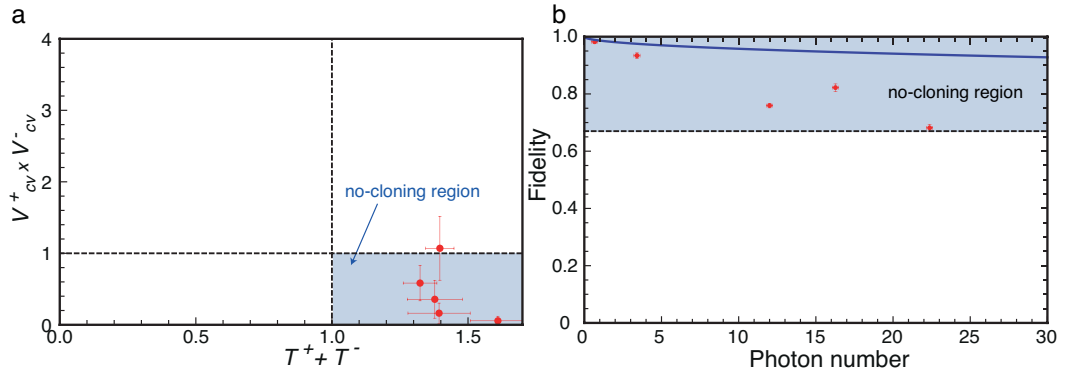 a
V⁺cv x V⁻cv
4
3
2
1
0
no-cloning region
0.0
0.5
1.0
1.5
T⁺+ T⁻
b
Fidelity
1.0
0.8
0.6
0.4
0.2
0
no-cloning region
0
5
10
15
20
25
30
Photon number